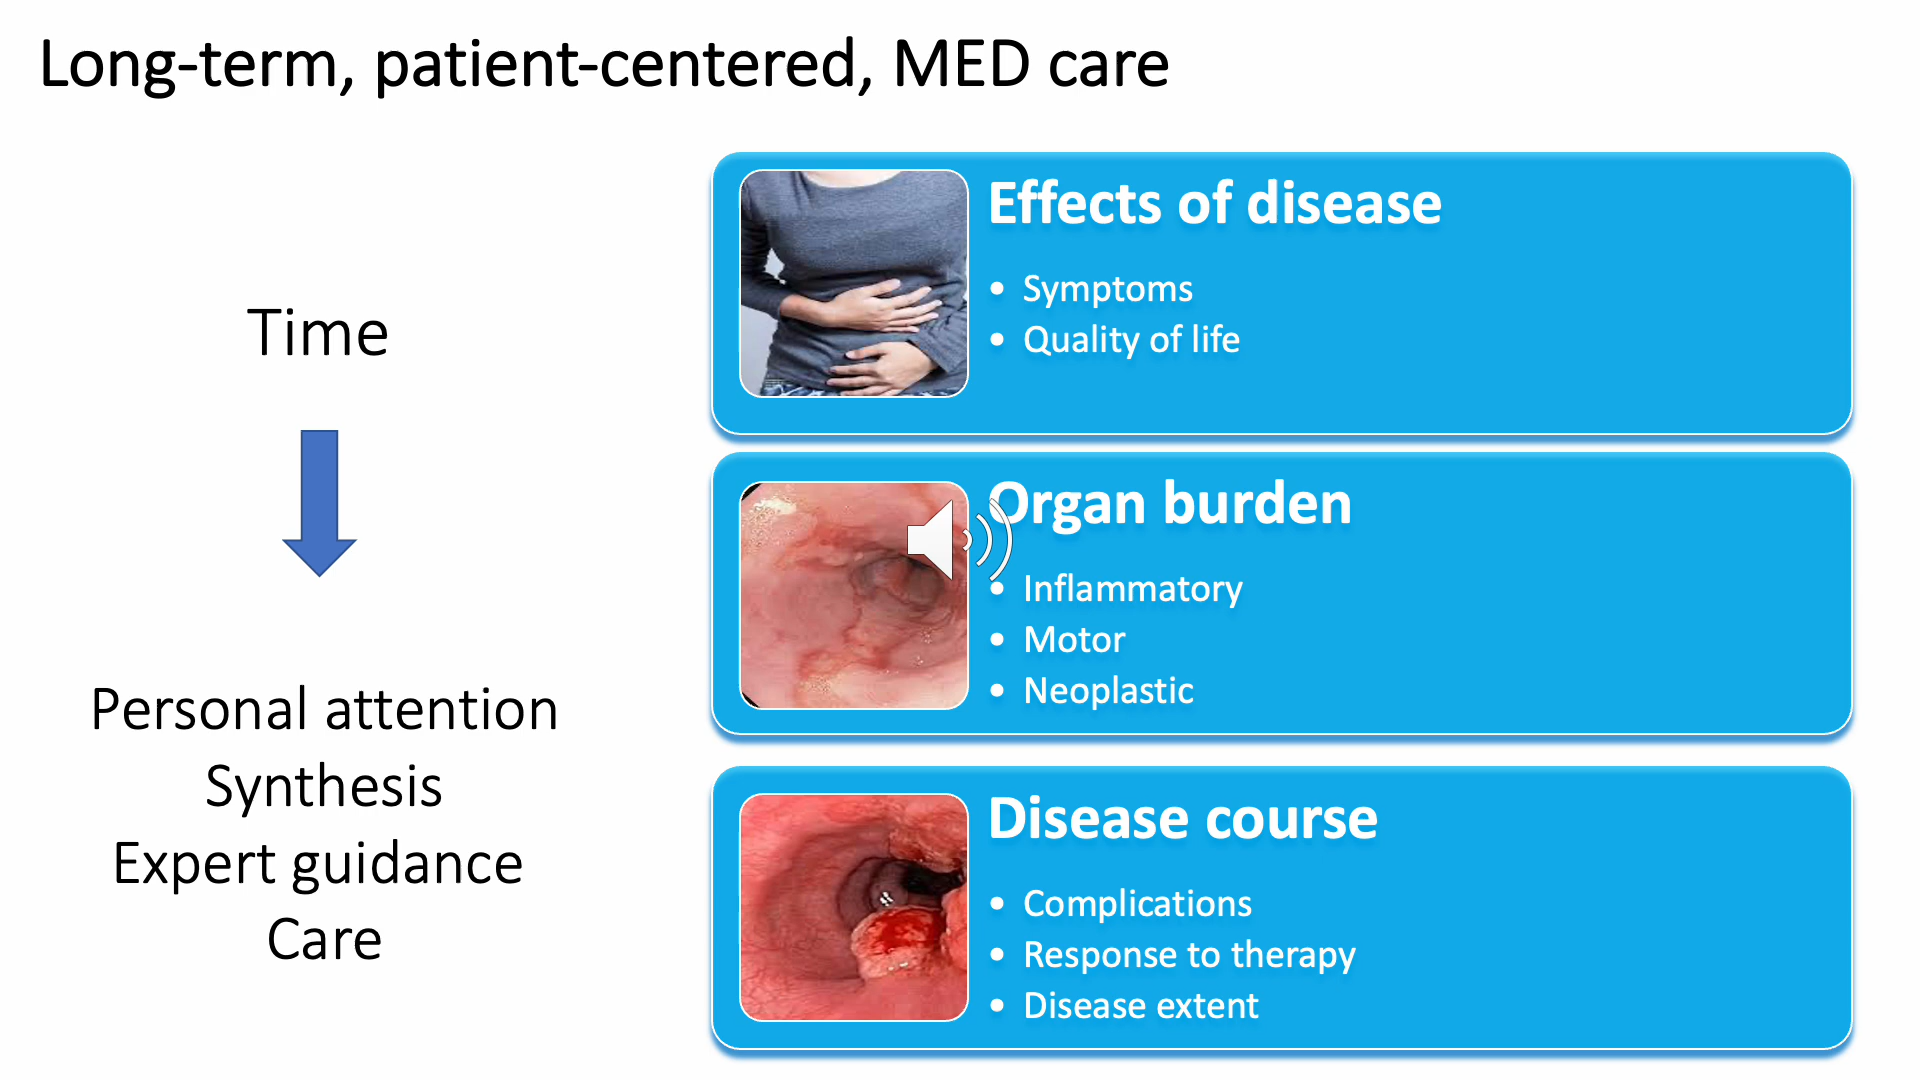 Long-term, patient-centered, MED care
Time
Personal attention
Synthesis
Expert guidance
Care
Effects of disease
• Symptoms
• Quality of life
Organ burden
• Inflammatory
• Motor
• Neoplastic
Disease course
• Complications
• Response to therapy
• Disease extent